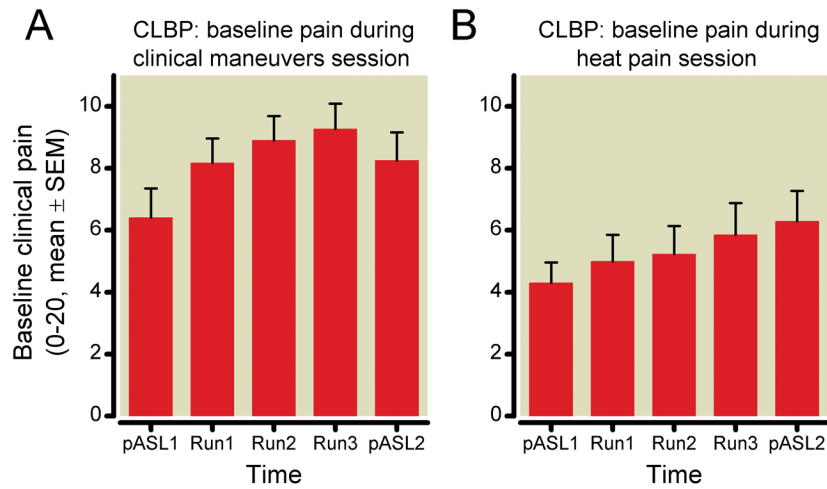 A
CLBP: baseline pain during
clinical maneuvers session
Baseline clinical pain
(0-20, mean ± SEM)
10
8
6
4
2
0
pASL1 Run1 Run2 Run3 pASL2
Time
B
CLBP: baseline pain during
heat pain session
10
8
6
4
2
0
pASL1 Run1 Run2 Run3 pASL2
Time